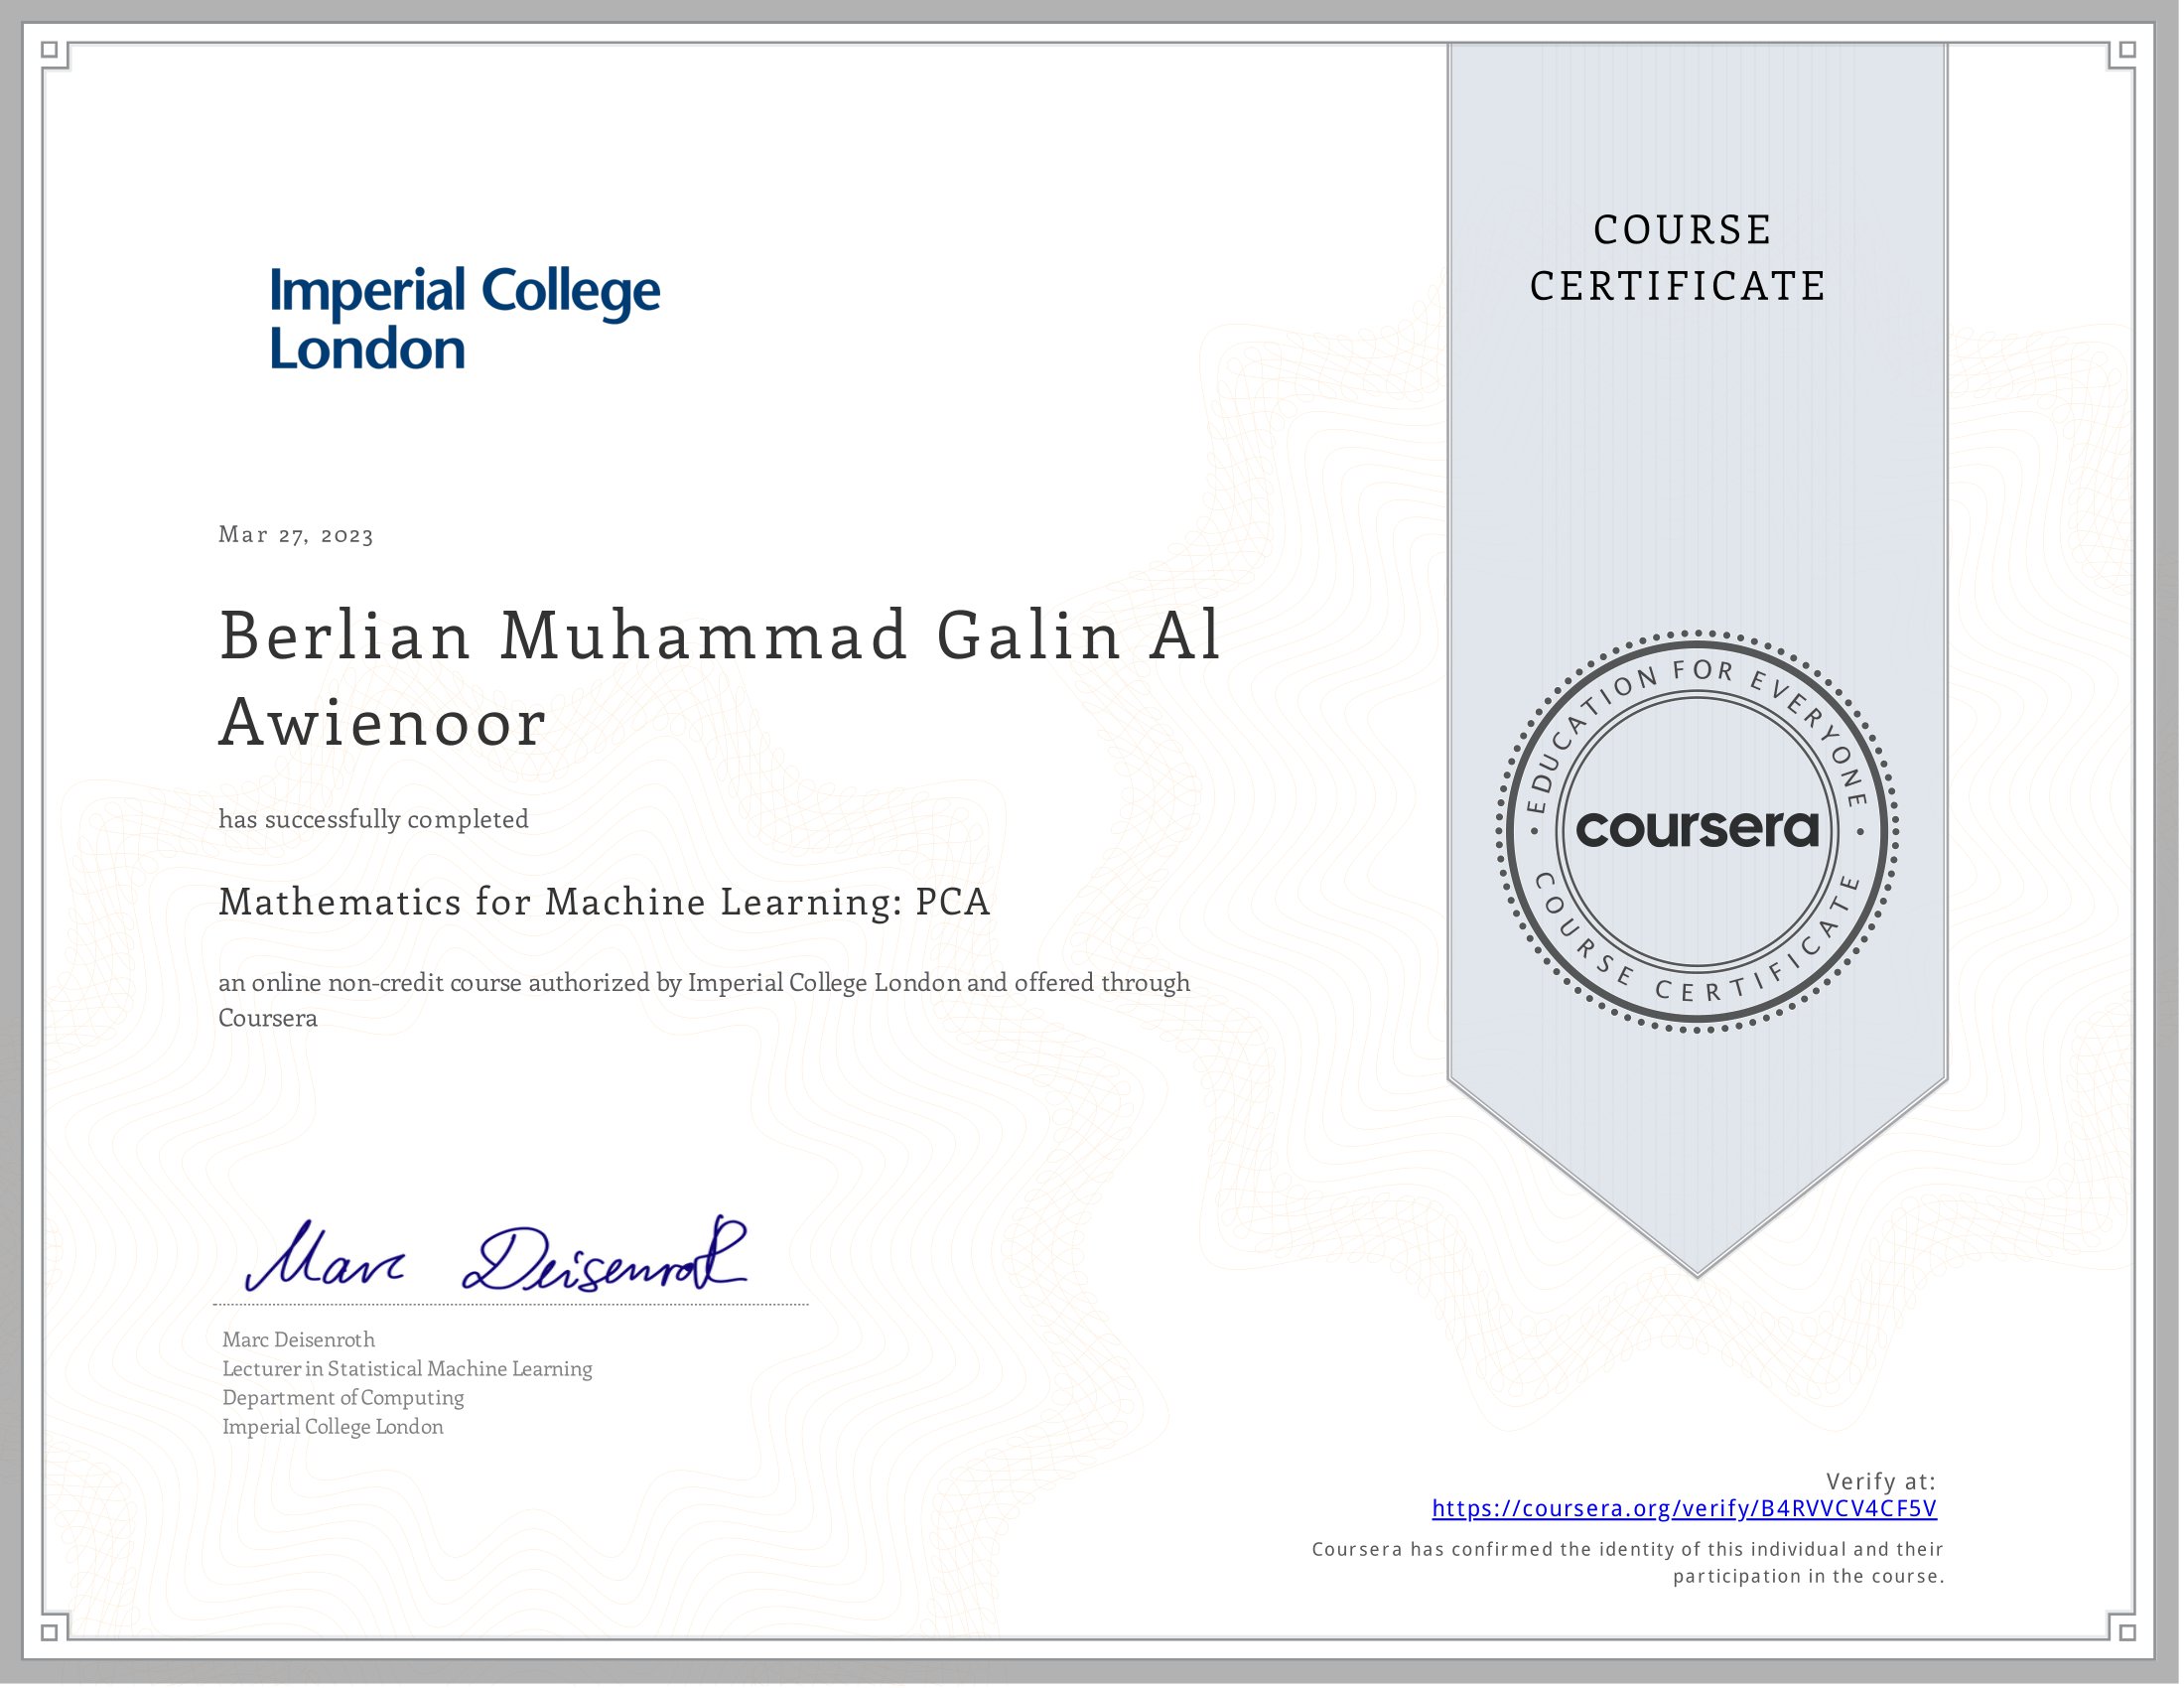 Imperial College
London
COURSE
CERTIFICATE
Mar 27, 2023
Berlian Muhammad Galin Al
Awienoor
has successfully completed
Mathematics for Machine Learning: PCA
an online non-credit course authorized by Imperial College London and offered through
Coursera
EDUCATION FOR EVERYONE
coursera
COURSE CERTIFICATE
Marc Deisenroth
Marc Deisenroth
Lecturer in Statistical Machine Learning
Department of Computing
Imperial College London
Verify at:
https://coursera.org/verify/B4RVVCV4CF5V
Coursera has confirmed the identity of this individual and their
participation in the course.